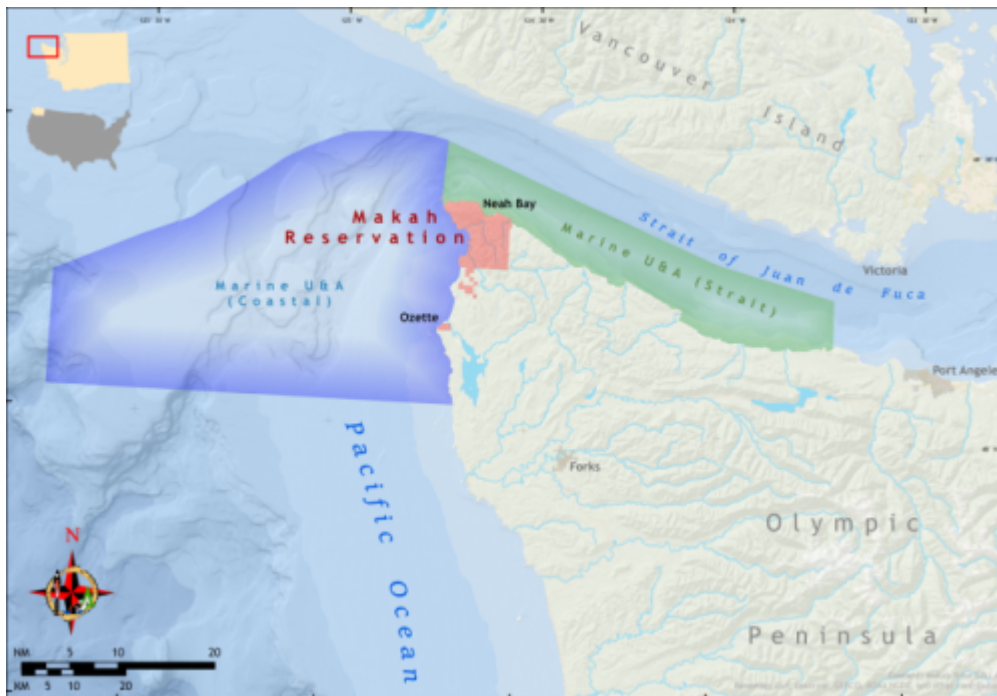 Vancouver
Island
Neah Bay
Makah
Reservation
Strait of Juan de Fuca
Marine U&A (Strait)
Victoria
Marine U&A
(Coastal)
Ozette
Port Angele
Pacific Ocean
Forks
Olympic
Peninsula
N
NM 5 10 20
KM 5 10 20